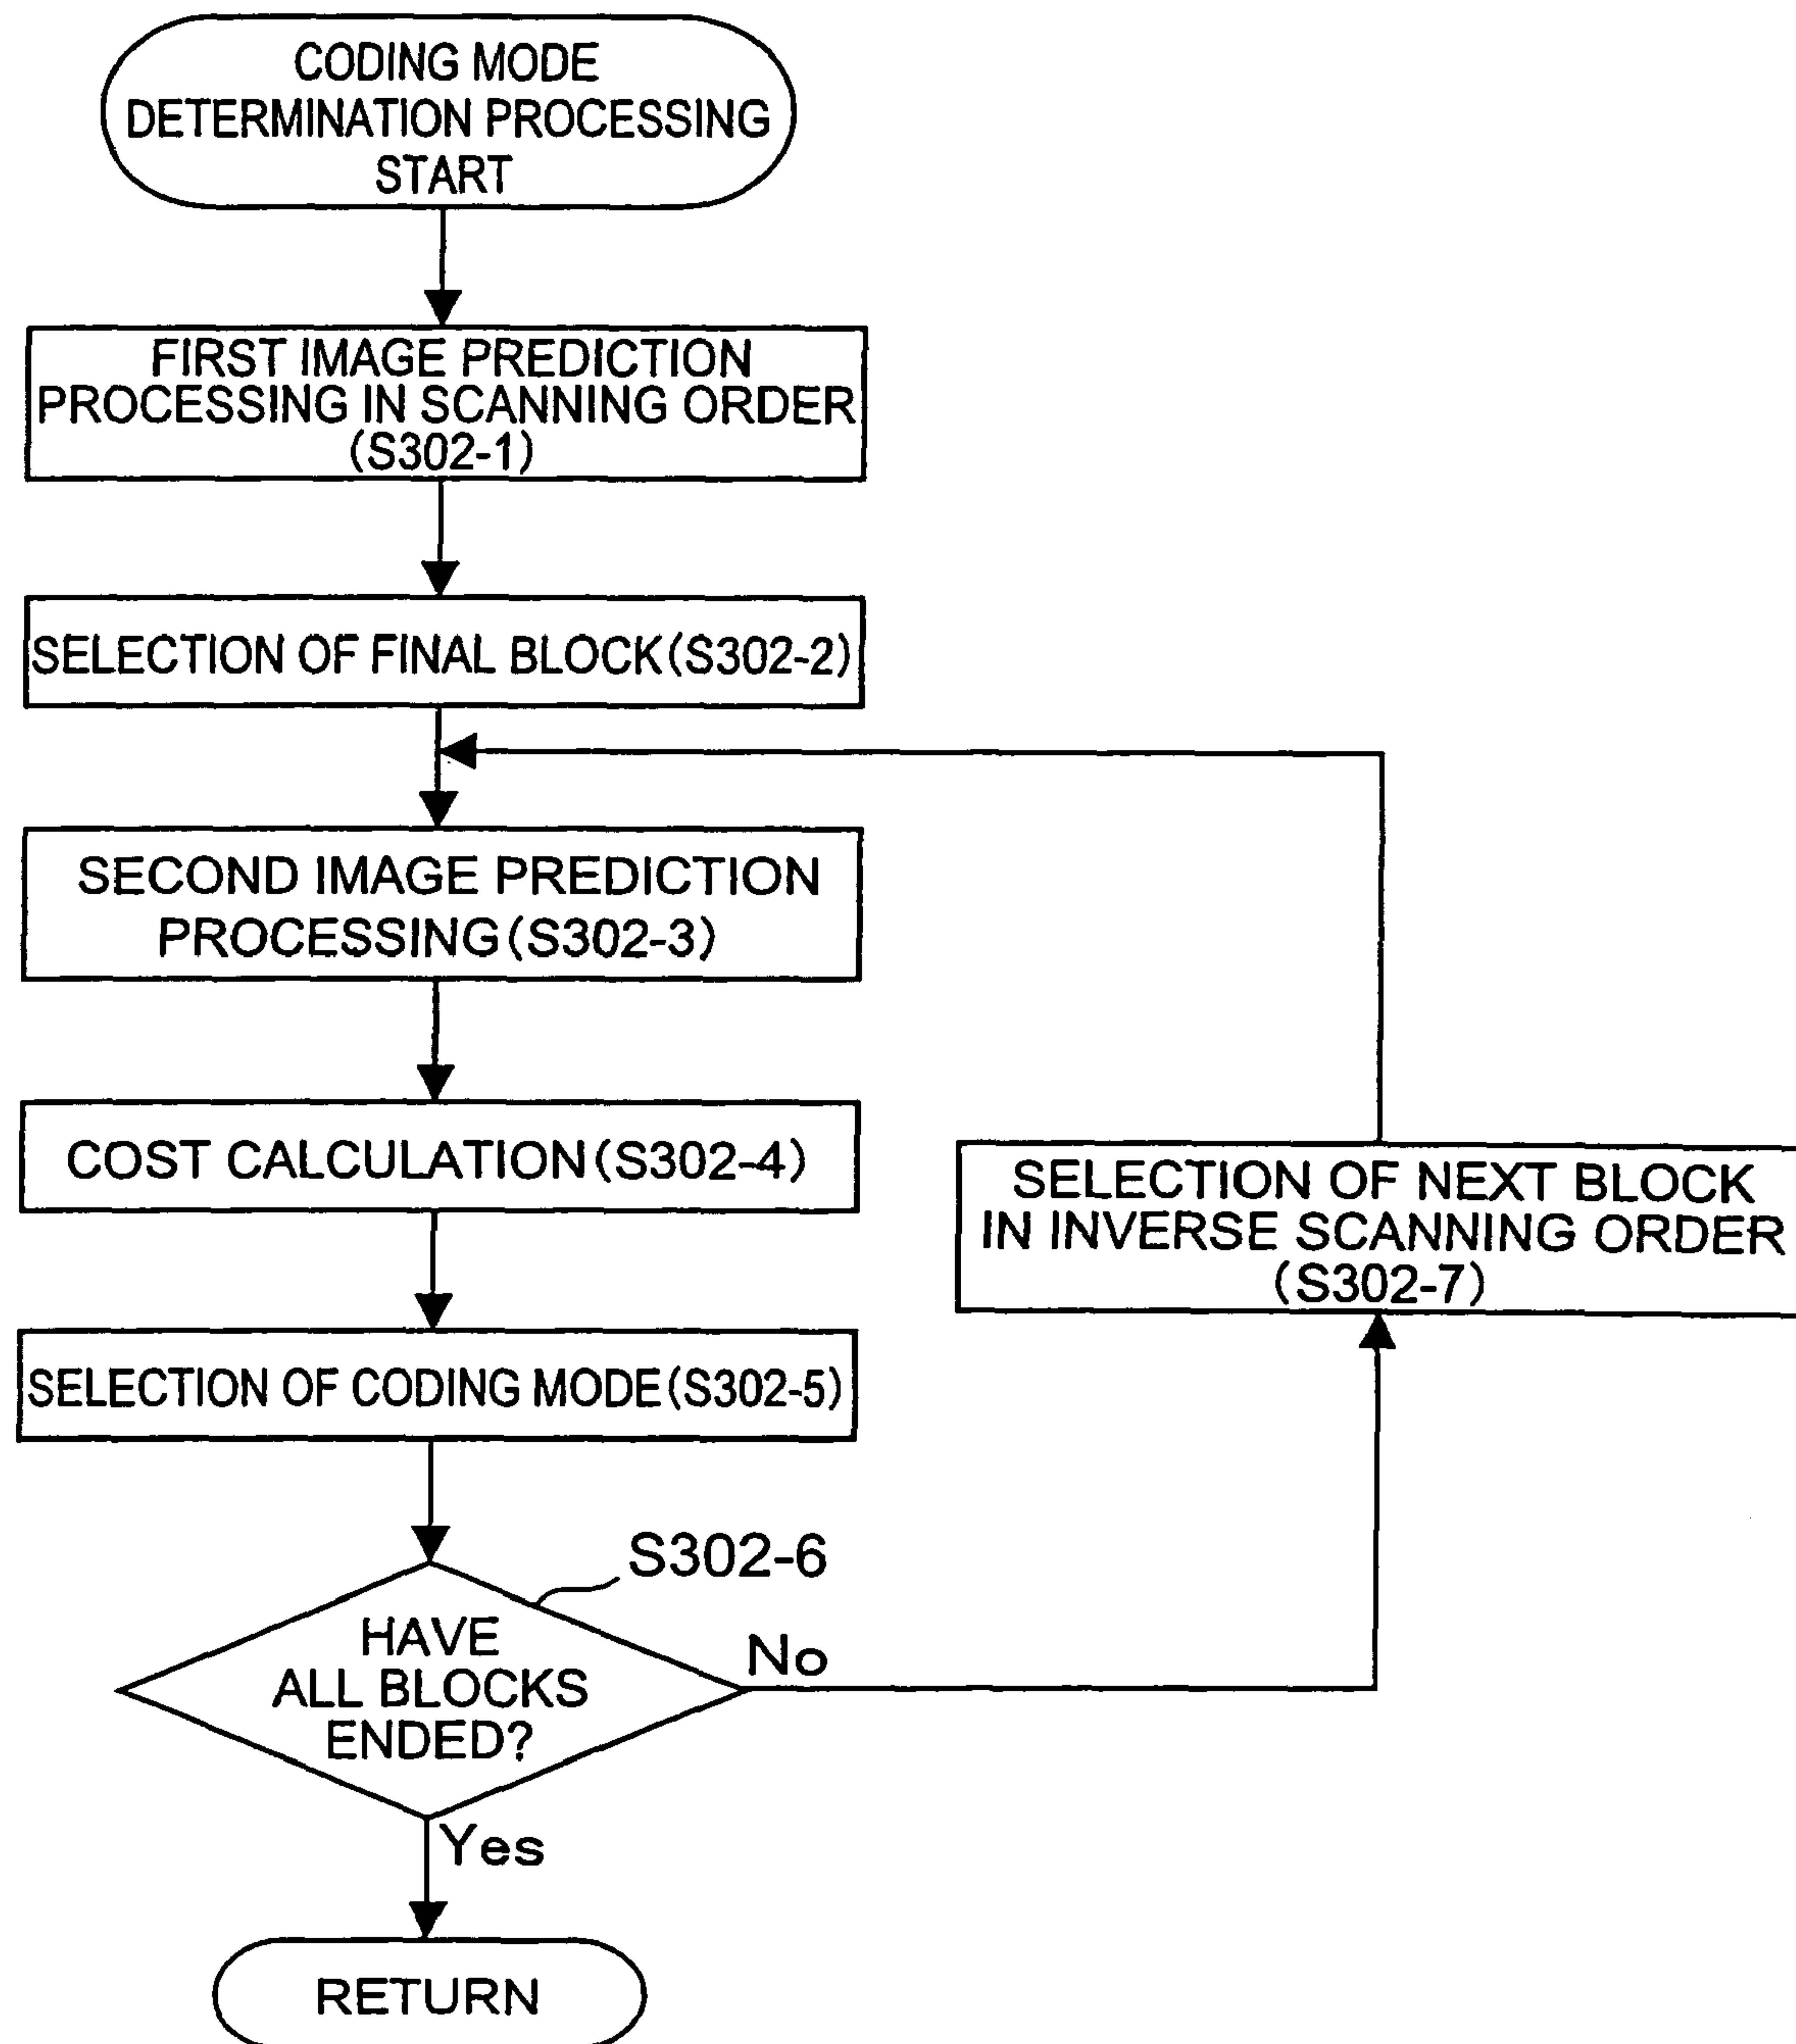 CODING MODE
DETERMINATION PROCESSING
START
FIRST IMAGE PREDICTION
PROCESSING IN SCANNING ORDER
(S302-1)
SELECTION OF FINAL BLOCK(S302-2)
SECOND IMAGE PREDICTION
PROCESSING(S302-3)
COST CALCULATION(S302-4)
SELECTION OF NEXT BLOCK
IN INVERSE SCANNING ORDER
(S302-7)
SELECTION OF CODING MODE(S302-5)
S302-6
HAVE
ALL BLOCKS
ENDED?
No
Yes
RETURN